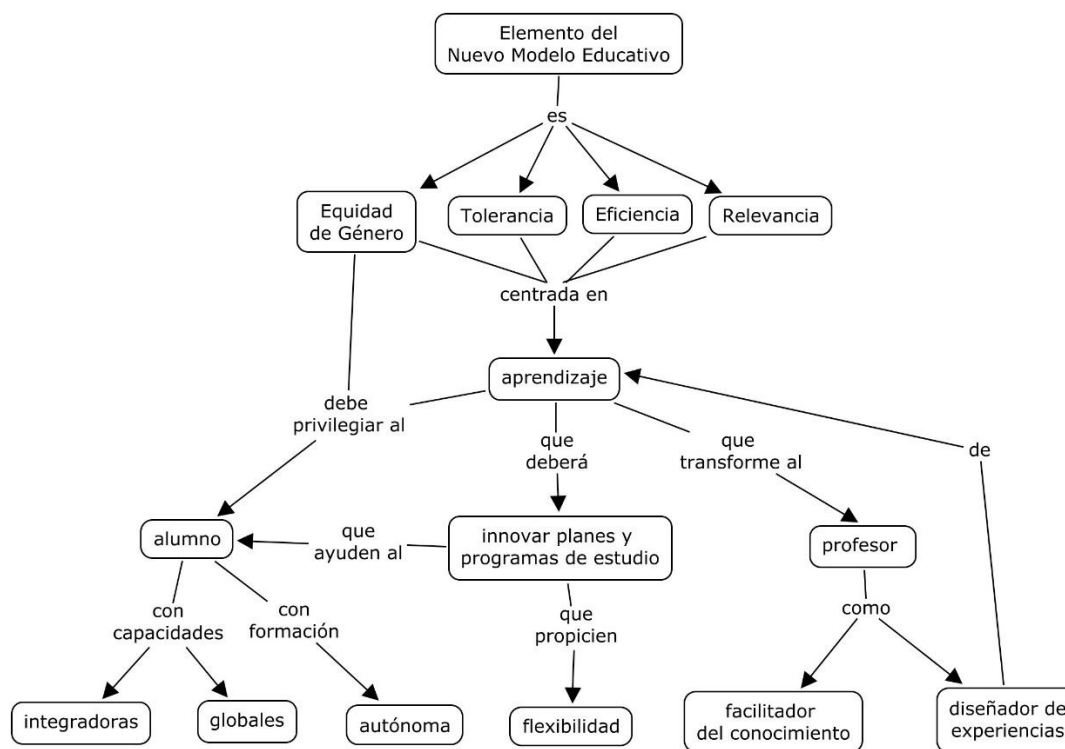 Elemento del
Nuevo Modelo Educativo
es
Equidad
de Género
Tolerancia
Eficiencia
Relevancia
centrada en
aprendizaje
debe
privilegiar al
que
deberá
que
transforme al
de
alumno
que
ayuden al
innovar planes y
programas de estudio
profesor
con
capacidades
con
formación
que
propicien
como
integradoras
globales
autónoma
flexibilidad
facilitador
del conocimiento
diseñador de
experiencias